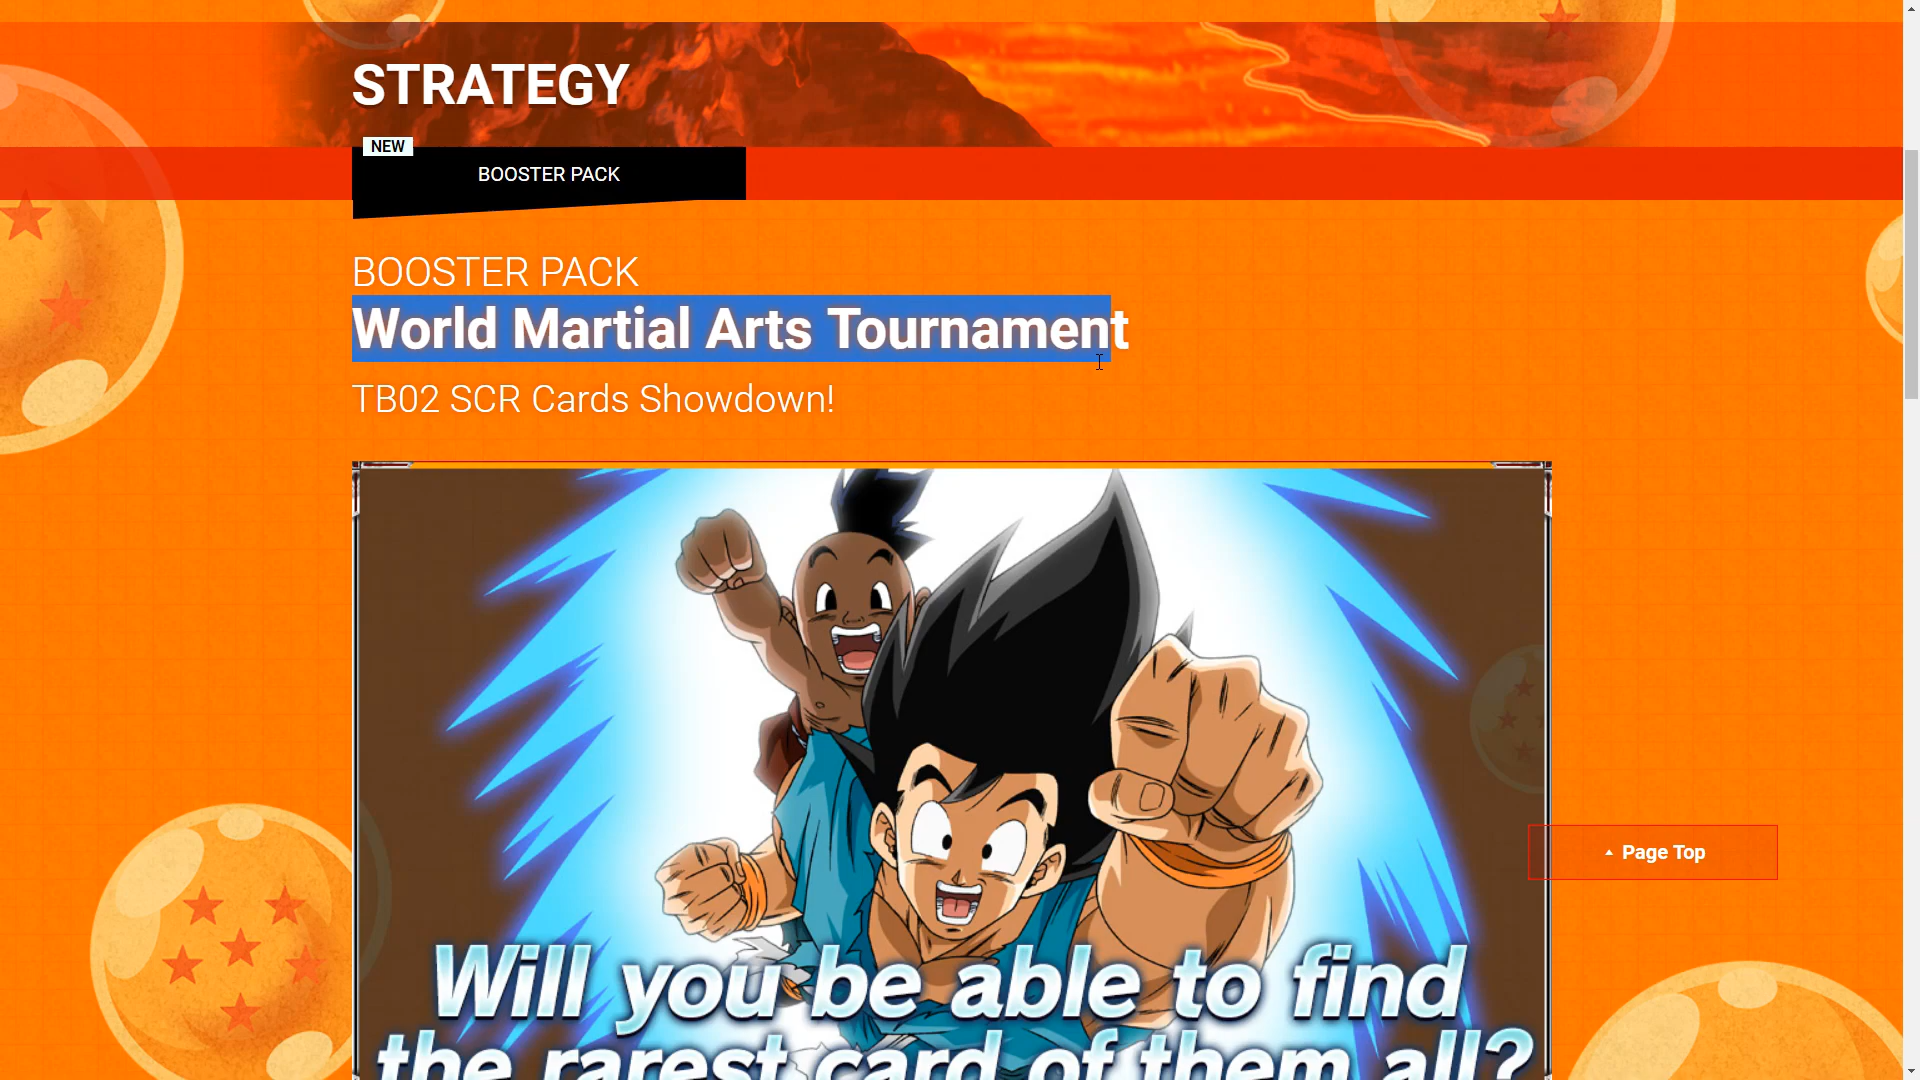 STRATEGY
NEW
BOOSTER PACK
BOOSTER PACK
World Martial Arts Tournament
TB02 SCR Cards Showdown!
Page Top
Will you be able to find
the rarest card of them all?